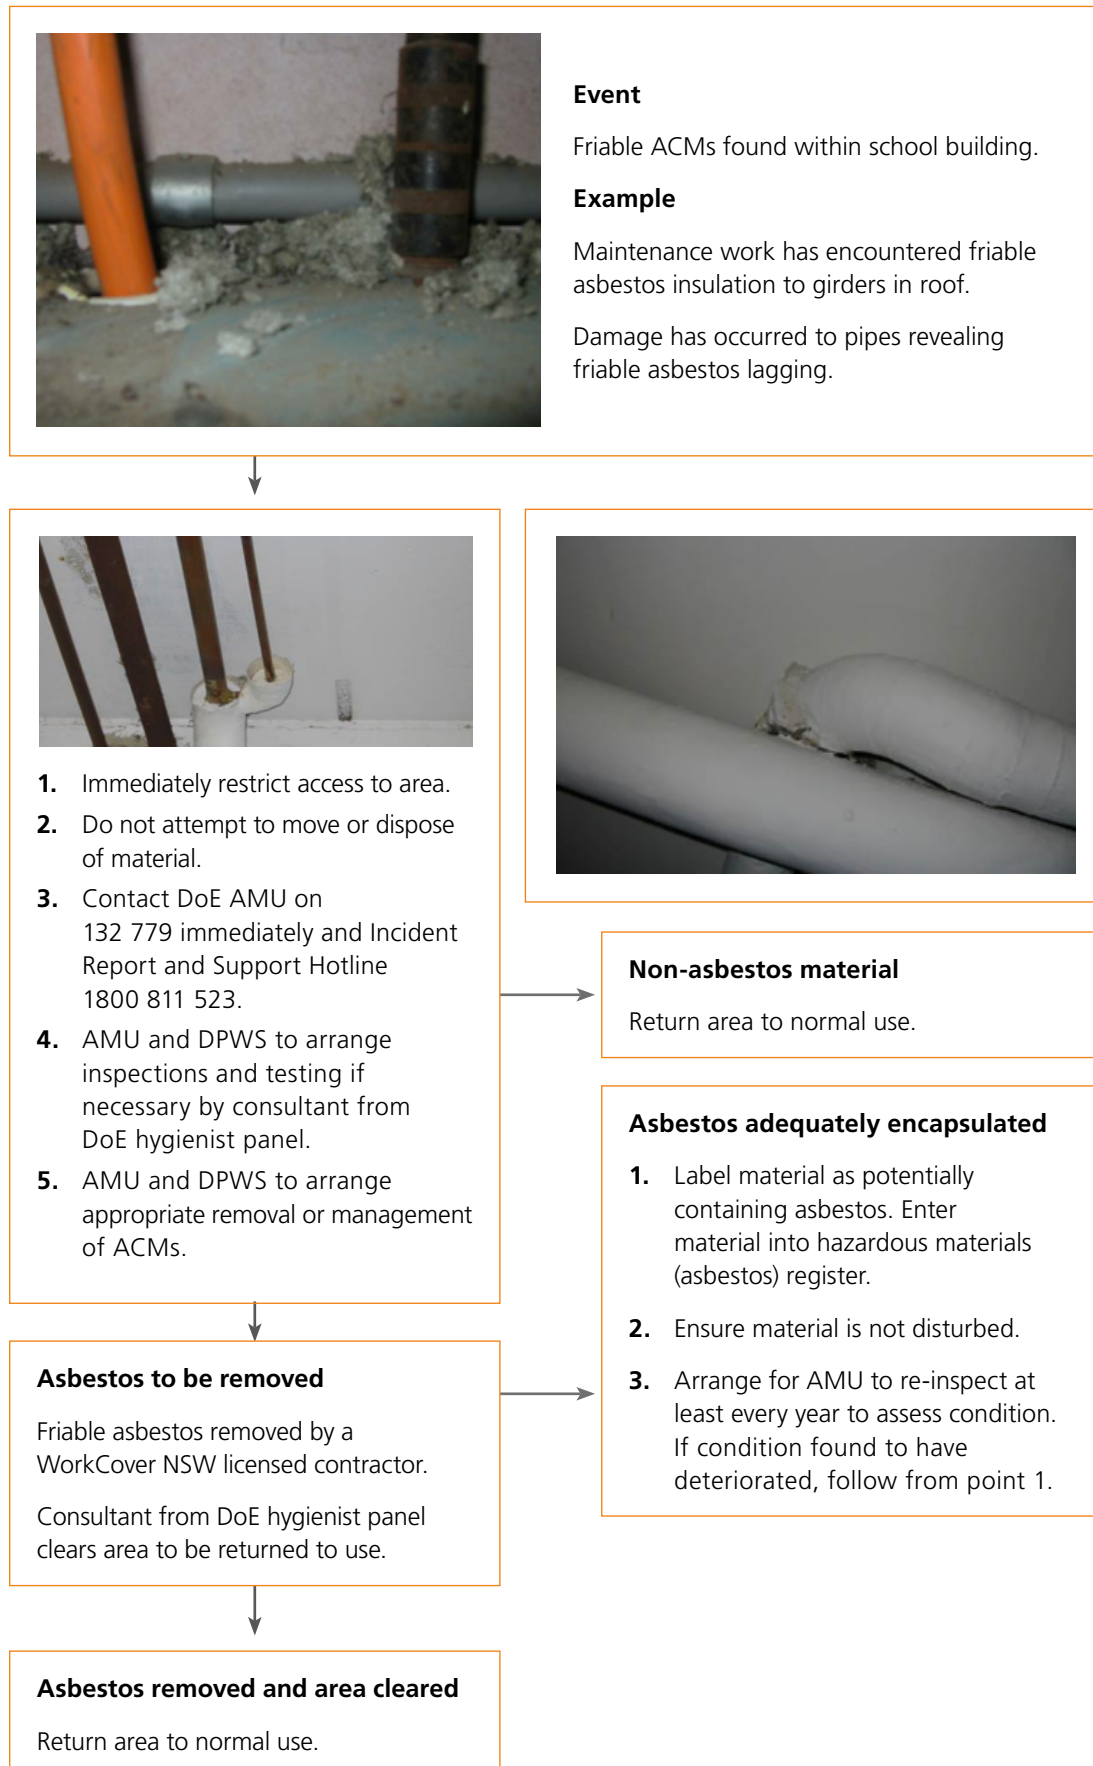 Event
Friable ACMs found within school building.
Example
Maintenance work has encountered friable
asbestos insulation to girders in roof.
Damage has occurred to pipes revealing
friable asbestos lagging.
1. Immediately restrict access to area.
2. Do not attempt to move or dispose
of material.
3. Contact DoE AMU on
132 779 immediately and Incident
Report and Support Hotline
1800 811 523.
4. AMU and DPWS to arrange
inspections and testing if
necessary by consultant from
DoE hygienist panel.
5. AMU and DPWS to arrange
appropriate removal or management
of ACMs.
Non-asbestos material
Return area to normal use.
Asbestos adequately encapsulated
1. Label material as potentially
containing asbestos. Enter
material into hazardous materials
(asbestos) register.
2. Ensure material is not disturbed.
3. Arrange for AMU to re-inspect at
least every year to assess condition.
If condition found to have
deteriorated, follow from point 1.
Asbestos to be removed
Friable asbestos removed by a
WorkCover NSW licensed contractor.
Consultant from DoE hygienist panel
clears area to be returned to use.
Asbestos removed and area cleared
Return area to normal use.